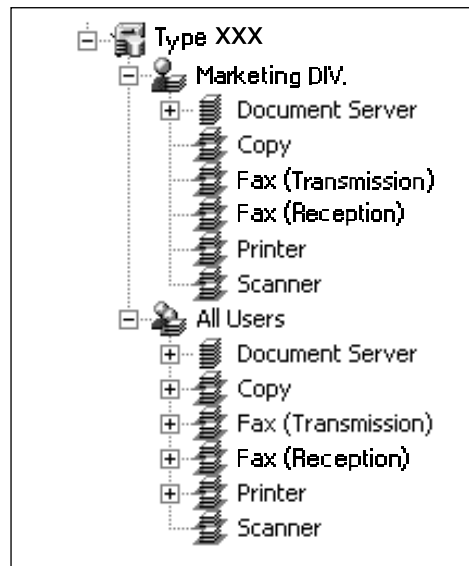 Type XXX
Marketing DIV.
Document Server
Copy
Fax (Transmission)
Fax (Reception)
Printer
Scanner
All Users
Document Server
Copy
Fax (Transmission)
Fax (Reception)
Printer
Scanner